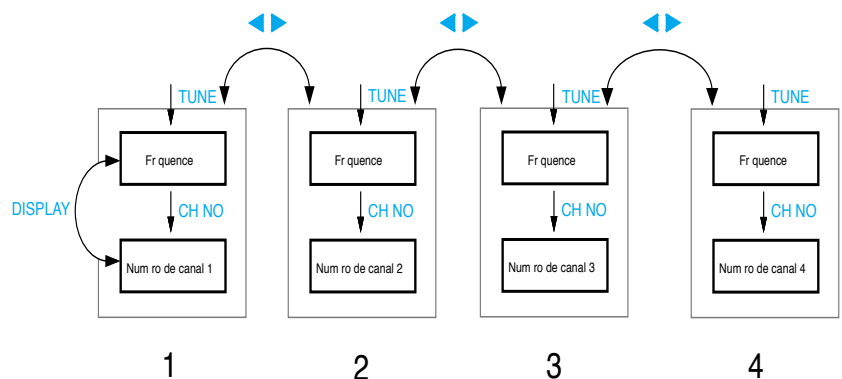 TUNE TUNE TUNE TUNE
Fr quence Fr quence Fr quence Fr quence
DISPLAY CH NO CH NO CH NO CH NO
Num ro de canal 1 Num ro de canal 2 Num ro de canal 3 Num ro de canal 4
1 2 3 4